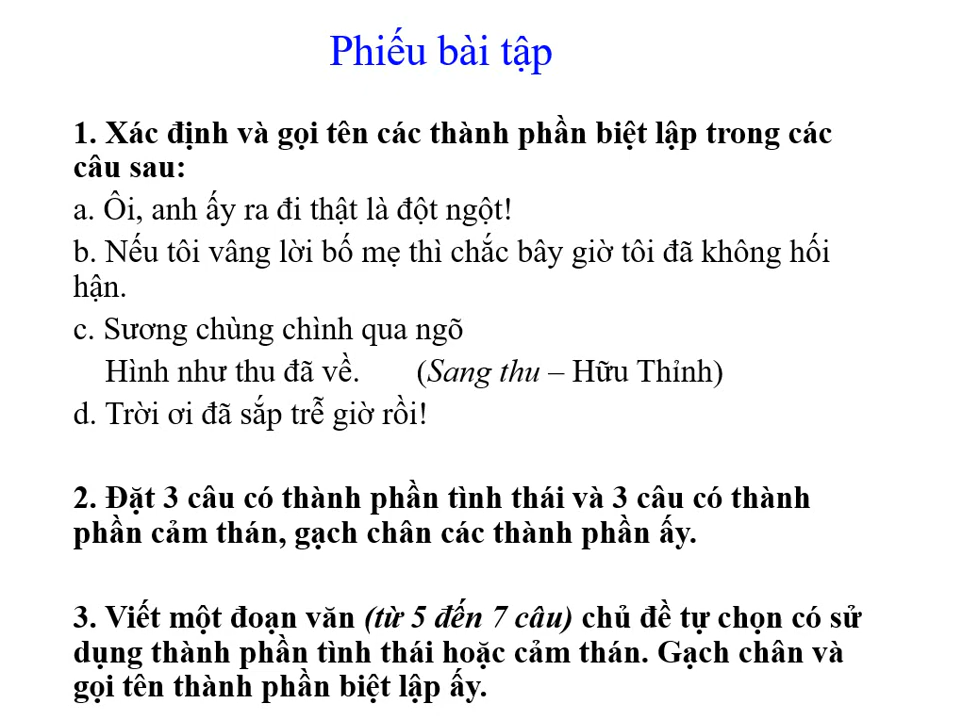 Phiếu bài tập
1. Xác định và gọi tên các thành phần biệt lập trong các
câu sau:
a. Ôi, anh ấy ra đi thật là đột ngột!
b. Nếu tôi vâng lời bố mẹ thì chắc bây giờ tôi đã không hối
hận.
c. Sương chùng chình qua ngõ
Hình như thu đã về. (Sang thu – Hữu Thỉnh)
d. Trời ơi đã sắp trễ giờ rồi!
2. Đặt 3 câu có thành phần tình thái và 3 câu có thành
phần cảm thán, gạch chân các thành phần ấy.
3. Viết một đoạn văn (từ 5 đến 7 câu) chủ đề tự chọn có sử
dụng thành phần tình thái hoặc cảm thán. Gạch chân và
gọi tên thành phần biệt lập ấy.